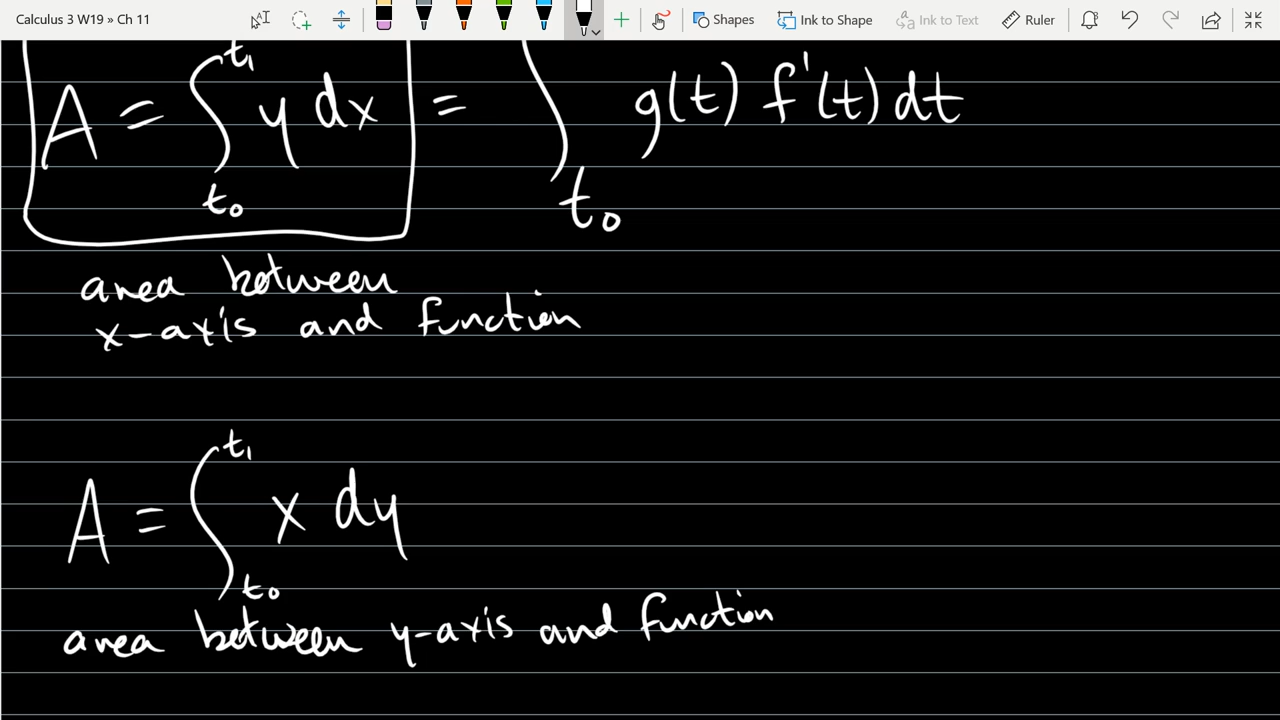 Calculus 3 W19 » Ch 11
Shapes
Ink to Shape
Ink to Text
Ruler
A = ∫_{t₀}^{t₁} y dx = ∫_{t₀} g(t) f'(t) dt
area between
x-axis and function
A = ∫_{t₀}^{t₁} x dy
area between y-axis and function